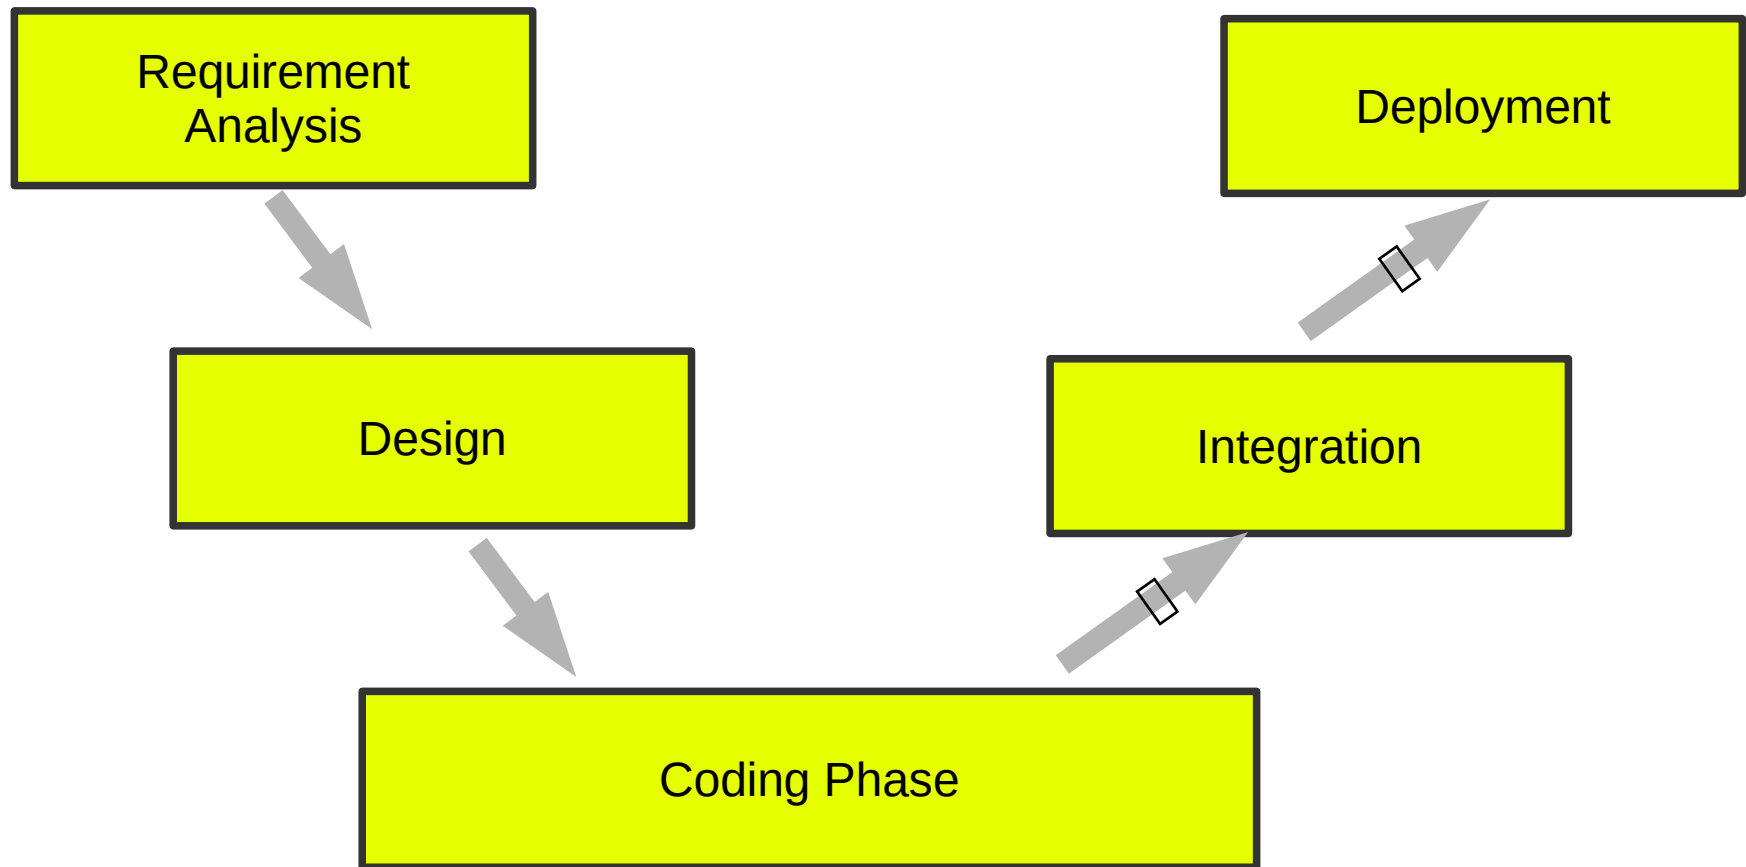 Requirement
Analysis
Deployment
Design
Integration
Coding Phase